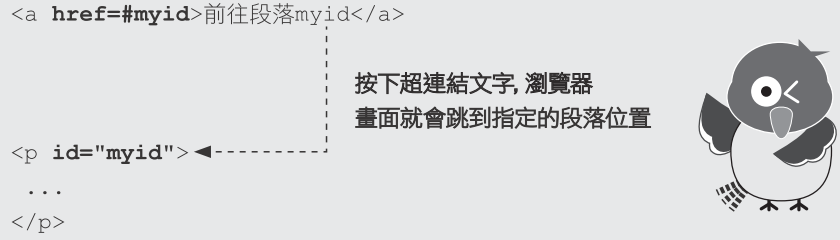 <a href=#myid>前往段落myid</a>
按下超連結文字, 瀏覽器
畫面就會跳到指定的段落位置
<p id="myid">
...
</p>